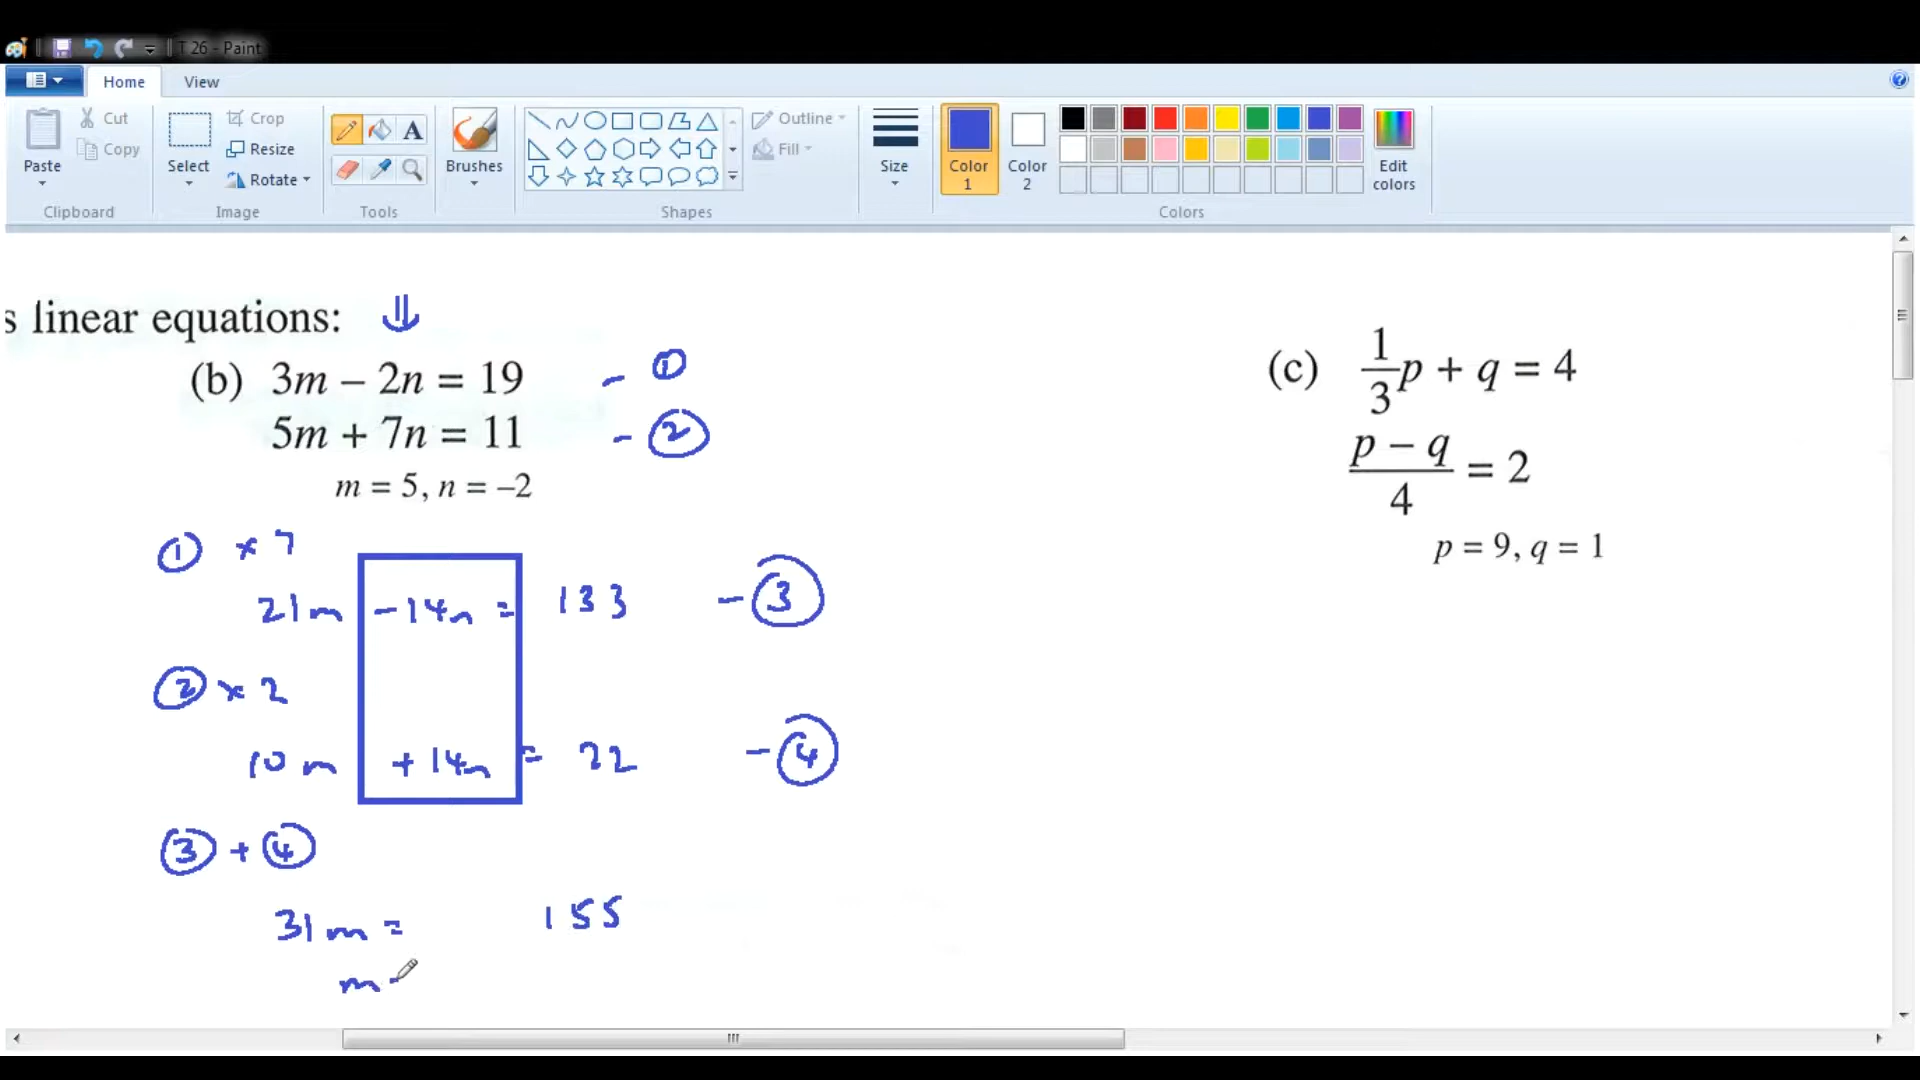 T 26 - Paint
Home View
Cut
Copy
Paste
Clipboard
Crop
Resize
Rotate
Select
Image
A
Tools
Brushes
Shapes
Outline
Fill
Size
Color 1
Color 2
Colors
Edit colors
s linear equations: ⇓
(b) 3m – 2n = 19 - ①
5m + 7n = 11 - ②
m = 5, n = –2
① × 7
21m -14n = 133 - ③
② × 2
10m + 14n = 22 - ④
③ + ④
31m = 155
m
(c) 1/3 p + q = 4
(p – q)/4 = 2
p = 9, q = 1